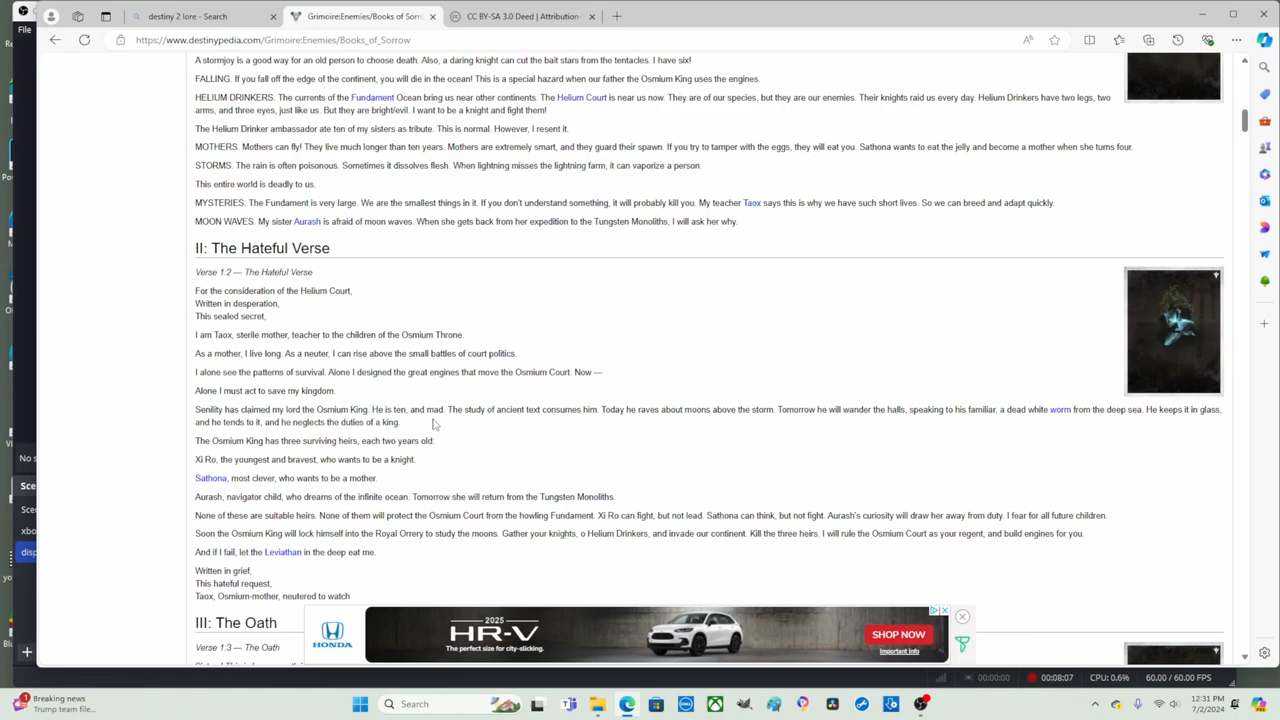 File
destiny 2 lore - Search
Grimoire:Enemies/Books of Sorr
CC BY-SA 3.0 Deed | Attribution-
https://www.destinypedia.com/Grimoire:Enemies/Books_of_Sorrow
A stormjoy is a good way for an old person to choose death. Also, a daring knight can cut the bait stars from the tentacles. I have six!
FALLING. If you fall off the edge of the continent, you will die in the ocean! This is a special hazard when our father the Osmium King uses the engines.
HELIUM DRINKERS. The currents of the Fundament Ocean bring us near other continents. The Helium Court is near us now. They are of our species, but they are our enemies. Their knights raid us every day. Helium Drinkers have two legs, two
arms, and three eyes, just like us. But they are bright/evil. I want to be a knight and fight them!
The Helium Drinker ambassador ate ten of my sisters as tribute. This is normal. However, I resent it.
MOTHERS. Mothers can fly! They live much longer than ten years. Mothers are extremely smart, and they guard their spawn. If you try to tamper with the eggs, they will eat you. Sathona wants to eat the jelly and become a mother when she turns four.
STORMS. The rain is often poisonous. Sometimes it dissolves flesh. When lightning misses the lightning farm, it can vaporize a person.
This entire world is deadly to us.
MYSTERIES. The Fundament is very large. We are the smallest things in it. If you don't understand something, it will probably kill you. My teacher Taox says this is why we have such short lives. So we can breed and adapt quickly.
MOON WAVES. My sister Aurash is afraid of moon waves. When she gets back from her expedition to the Tungsten Monoliths, I will ask her why.
II: The Hateful Verse
Verse 1:2 — The Hateful Verse
For the consideration of the Helium Court,
Written in desperation,
This sealed secret,
I am Taox, sterile mother, teacher to the children of the Osmium Throne.
As a mother, I live long. As a neuter, I can rise above the small battles of court politics.
I alone see the patterns of survival. Alone I designed the great engines that move the Osmium Court. Now —
Alone I must act to save my kingdom.
Senility has claimed my lord the Osmium King. He is ten, and mad. The study of ancient text consumes him. Today he raves about moons above the storm. Tomorrow he will wander the halls, speaking to his familiar, a dead white worm from the deep sea. He keeps it in glass,
and he tends to it, and he neglects the duties of a king.
The Osmium King has three surviving heirs, each two years old:
Xi Ro, the youngest and bravest, who wants to be a knight.
Sathona, most clever, who wants to be a mother.
Aurash, navigator child, who dreams of the infinite ocean. Tomorrow she will return from the Tungsten Monoliths.
None of these are suitable heirs. None of them will protect the Osmium Court from the howling Fundament. Xi Ro can fight, but not lead. Sathona can think, but not fight. Aurash's curiosity will draw her away from duty. I fear for all future children.
Soon the Osmium King will lock himself into the Royal Orrery to study the moons. Gather your knights, o Helium Drinkers, and invade our continent. Kill the three heirs. I will rule the Osmium Court as your regent, and build engines for you.
And if I fail, let the Leviathan in the deep eat me.
Written in grief,
This hateful request,
Taox, Osmium-mother, neutered to watch
III: The Oath
Verse 1:3 — The Oath
No s
Scen
Scen
xbo
disp
HONDA
2025
HR-V
The perfect size for city-slicking.
SHOP NOW
Important Info
00:00:00
00:08:07
CPU: 0.6%
60.00 / 60.00 FPS
Breaking news
Trump team file...
Search
12:31 PM
7/2/2024